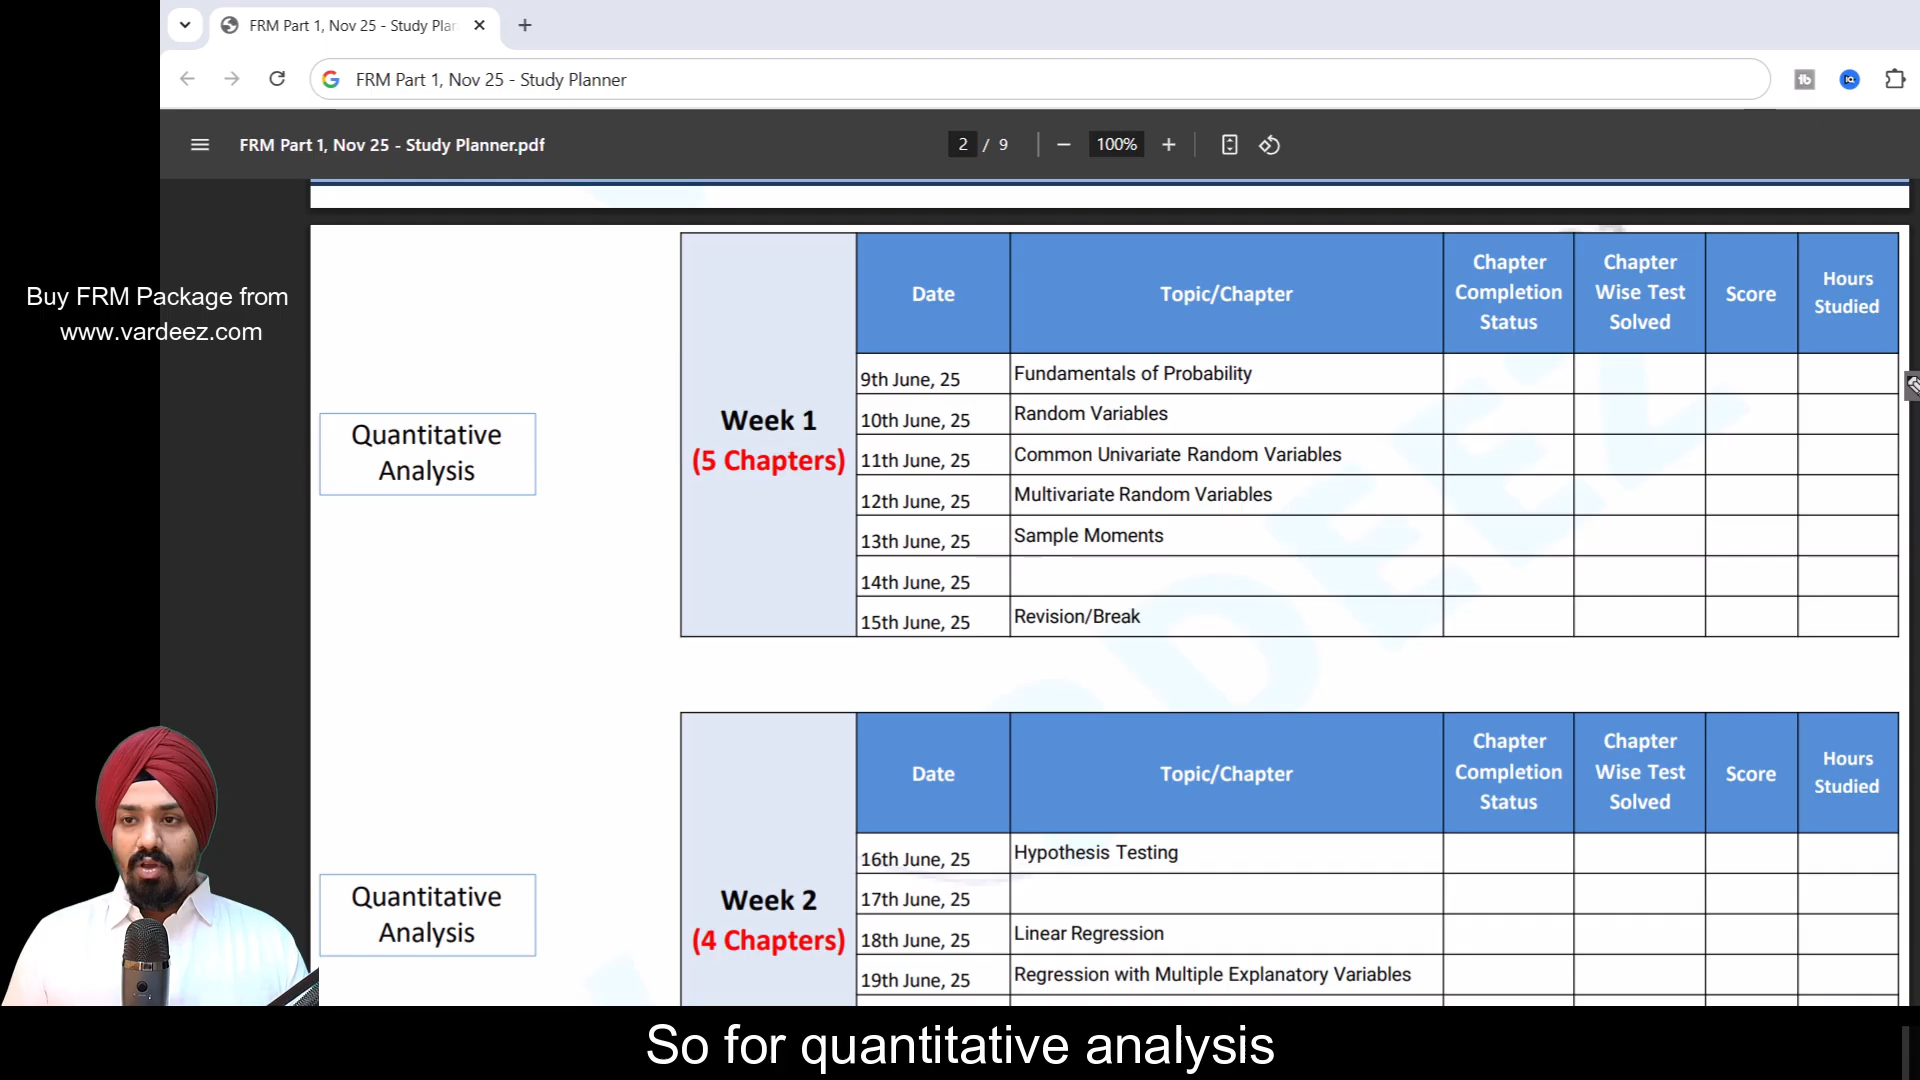 FRM Part 1, Nov 25 - Study Plan
FRM Part 1, Nov 25 - Study Planner
FRM Part 1, Nov 25 - Study Planner.pdf
2 / 9
100%
Buy FRM Package from
www.vardeez.com
Quantitative
Analysis
Week 1
(5 Chapters)
Date
Topic/Chapter
Chapter
Completion
Status
Chapter
Wise Test
Solved
Score
Hours
Studied
9th June, 25
Fundamentals of Probability
10th June, 25
Random Variables
11th June, 25
Common Univariate Random Variables
12th June, 25
Multivariate Random Variables
13th June, 25
Sample Moments
14th June, 25
15th June, 25
Revision/Break
Quantitative
Analysis
Week 2
(4 Chapters)
Date
Topic/Chapter
Chapter
Completion
Status
Chapter
Wise Test
Solved
Score
Hours
Studied
16th June, 25
Hypothesis Testing
17th June, 25
18th June, 25
Linear Regression
19th June, 25
Regression with Multiple Explanatory Variables
So for quantitative analysis